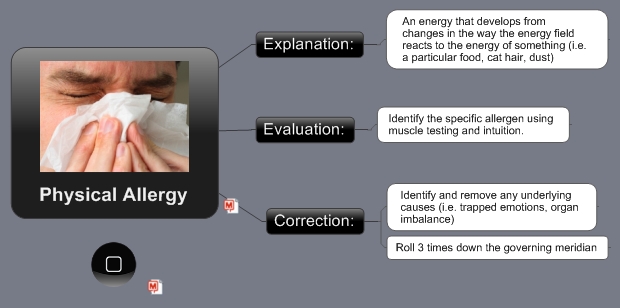 Physical Allergy
Explanation:
An energy that develops from
changes in the way the energy field
reacts to the energy of something (i.e.
a particular food, cat hair, dust)
Evaluation:
Identify the specific allergen using
muscle testing and intuition.
Correction:
Identify and remove any underlying
causes (i.e. trapped emotions, organ
imbalance)
Roll 3 times down the governing meridian